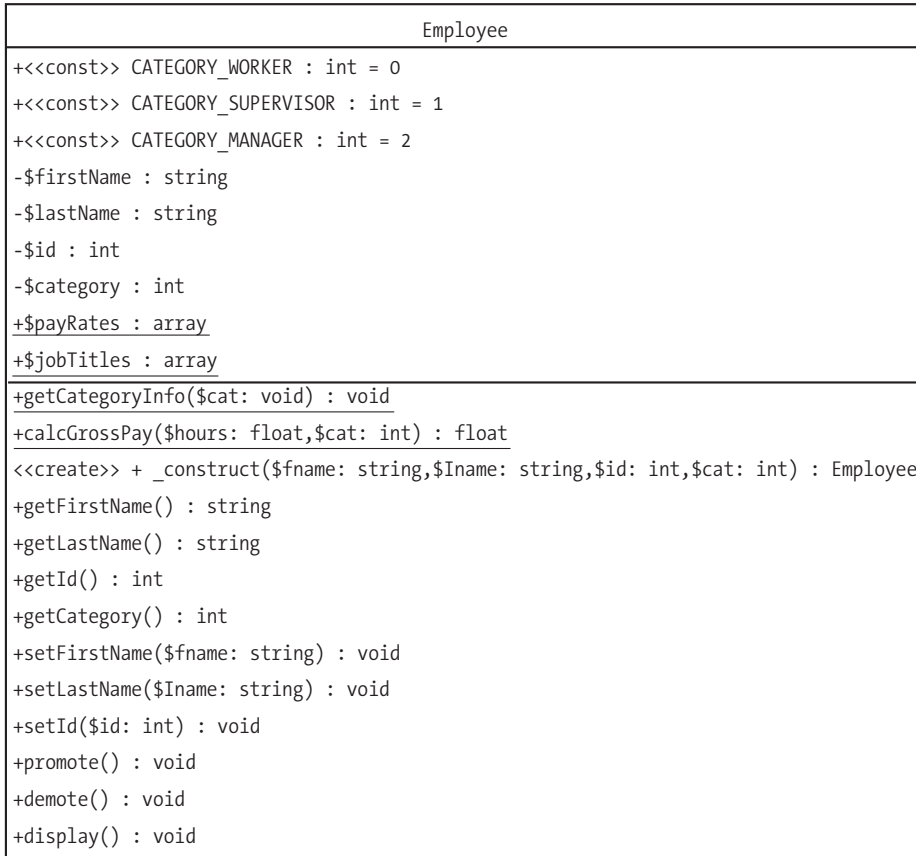 Employee
+<<const>> CATEGORY_WORKER : int = 0
+<<const>> CATEGORY_SUPERVISOR : int = 1
+<<const>> CATEGORY_MANAGER : int = 2
-$firstName : string
-$lastName : string
-$id : int
-$category : int
+$payRates : array
+$jobTitles : array
+getCategoryInfo($cat: void) : void
+calcGrossPay($hours: float,$cat: int) : float
<<create>> + _construct($fname: string,$Iname: string,$id: int,$cat: int) : Employee
+getFirstName() : string
+getLastName() : string
+getId() : int
+getCategory() : int
+setFirstName($fname: string) : void
+setLastName($Iname: string) : void
+setId($id: int) : void
+promote() : void
+demote() : void
+display() : void